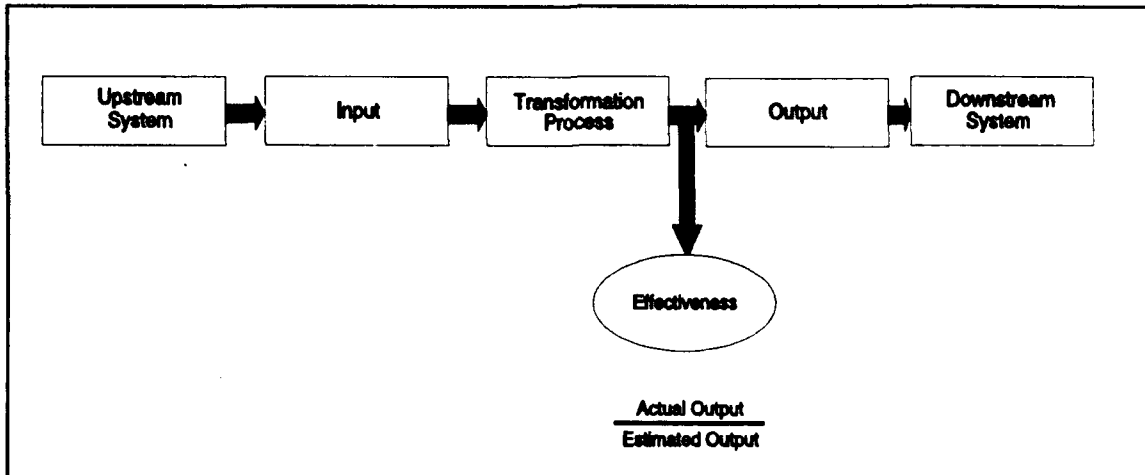 Upstream
System
Input
Transformation
Process
Output
Downstream
System
Effectiveness
Actual Output
Estimated Output